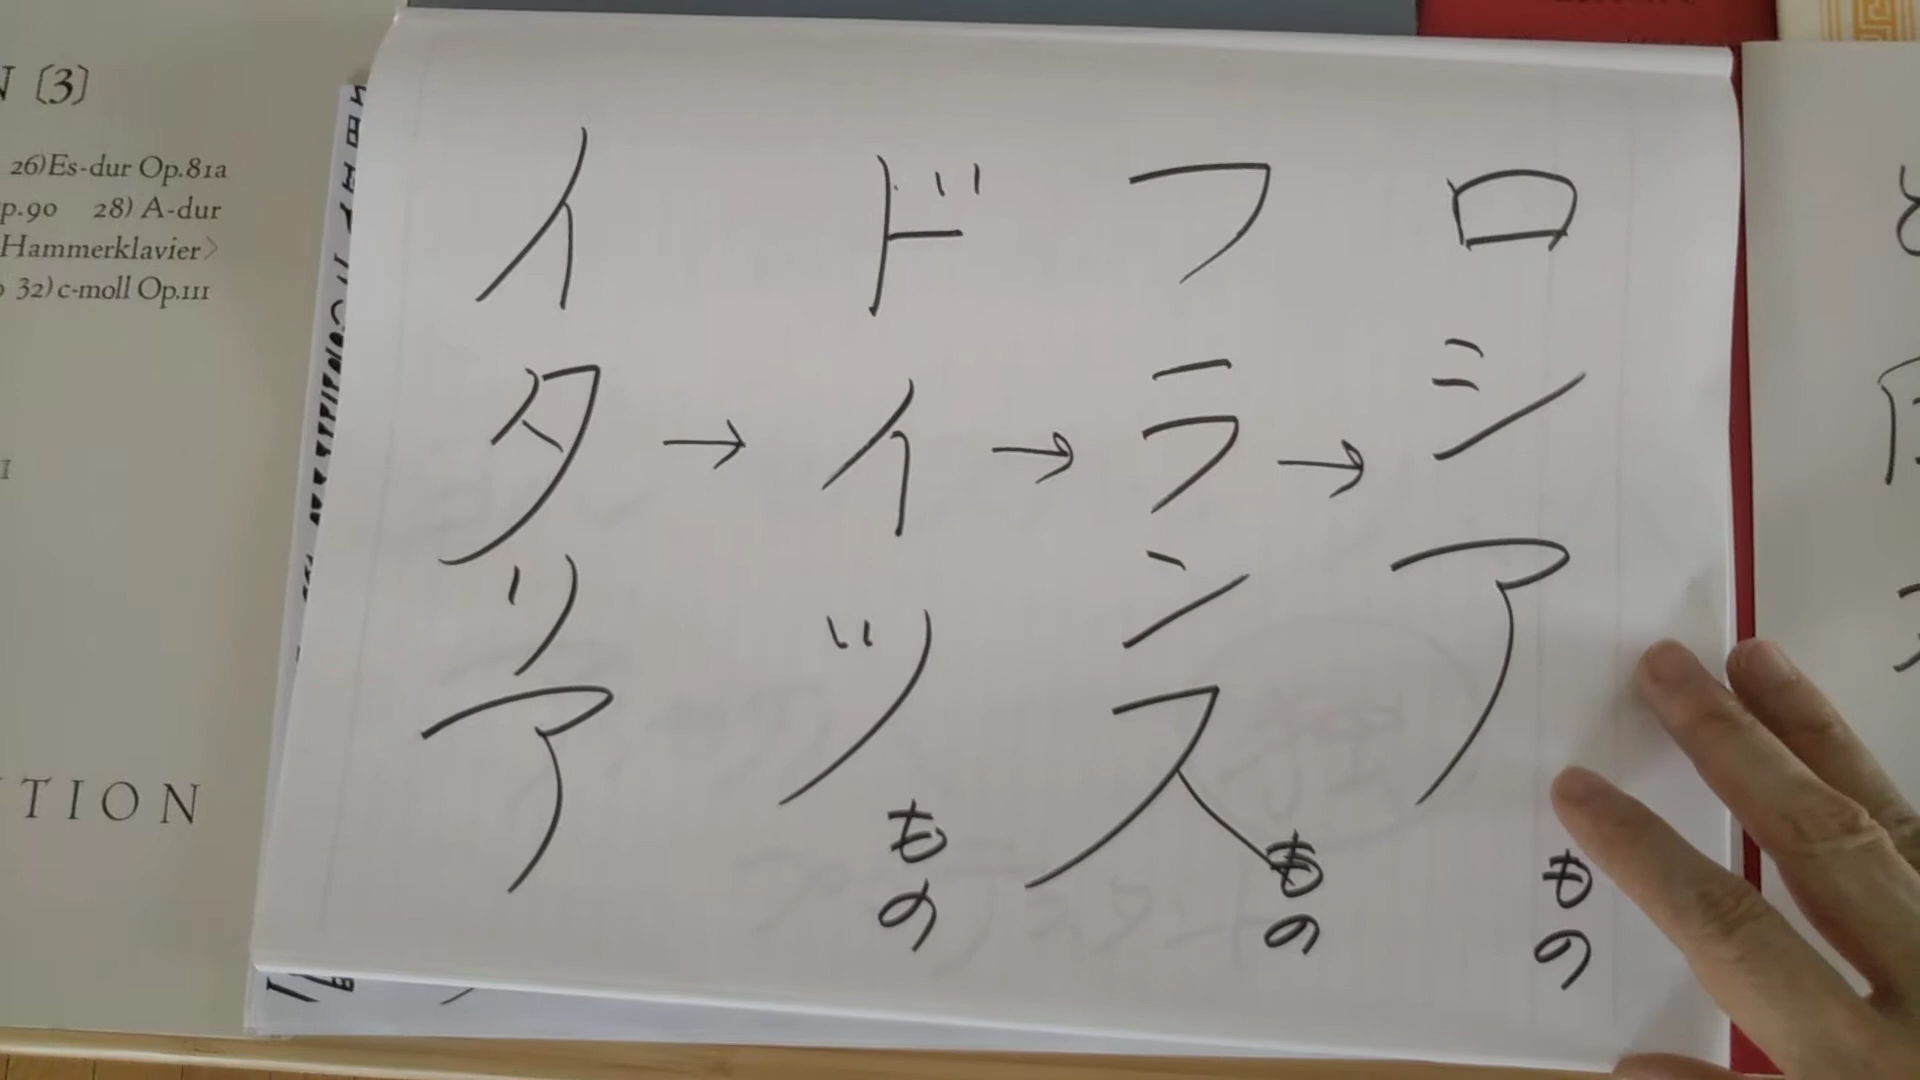 N〔3〕
26)Es-dur Op.81a
p.90 28) A-dur
Hammerklavier〉
32) c-moll Op.111
TION
イタリア
→
ドイツもの
→
フランスもの
→
ロシアもの